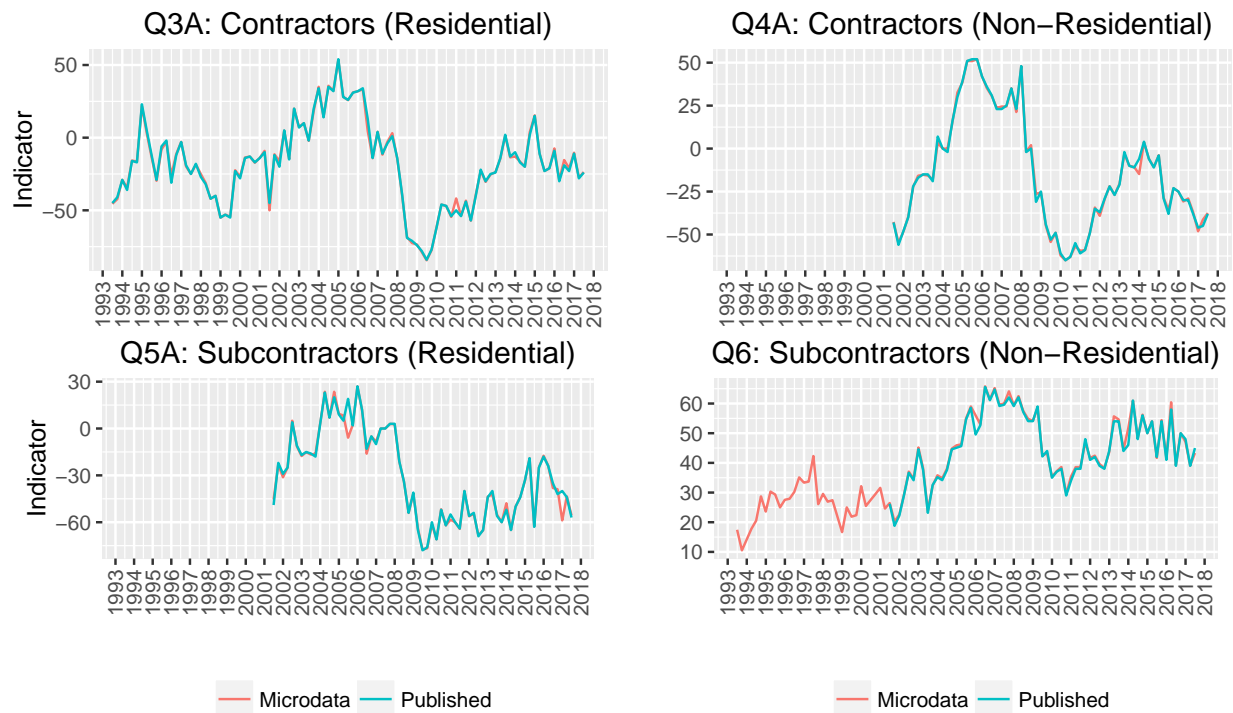 Q3A: Contractors (Residential)
Indicator
50
0
−50
1993 1994 1995 1996 1997 1998 1999 2000 2001 2002 2003 2004 2005 2006 2007 2008 2009 2010 2011 2012 2013 2014 2015 2016 2017 2018
Q4A: Contractors (Non−Residential)
50
25
0
−25
−50
1993 1994 1995 1996 1997 1998 1999 2000 2001 2002 2003 2004 2005 2006 2007 2008 2009 2010 2011 2012 2013 2014 2015 2016 2017 2018
Q5A: Subcontractors (Residential)
Indicator
30
0
−30
−60
1993 1994 1995 1996 1997 1998 1999 2000 2001 2002 2003 2004 2005 2006 2007 2008 2009 2010 2011 2012 2013 2014 2015 2016 2017 2018
Q6: Subcontractors (Non−Residential)
60
50
40
30
20
10
1993 1994 1995 1996 1997 1998 1999 2000 2001 2002 2003 2004 2005 2006 2007 2008 2009 2010 2011 2012 2013 2014 2015 2016 2017 2018
Microdata Published
Microdata Published